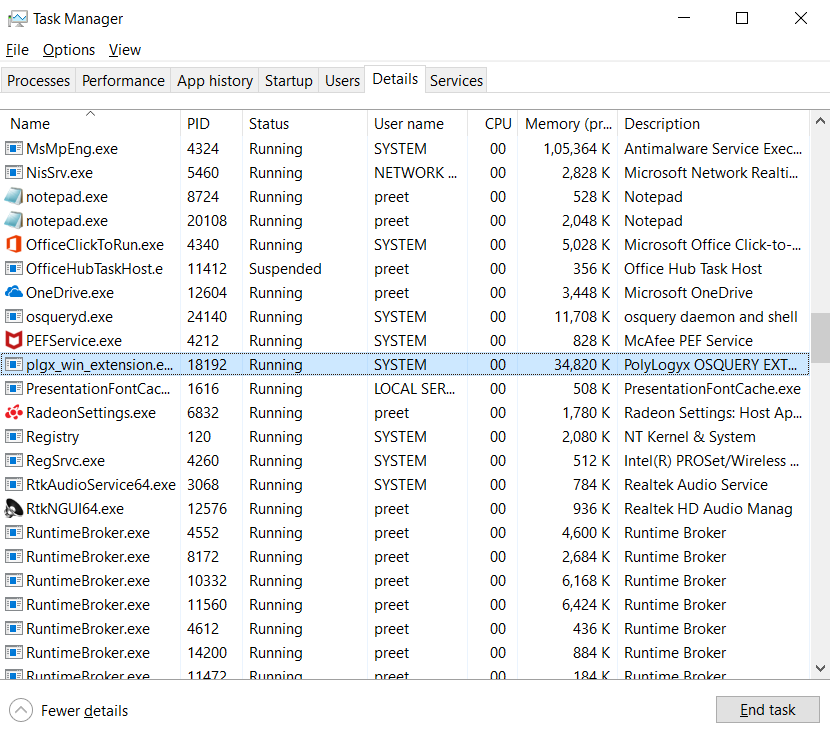 Task Manager
File Options View
Processes Performance App history Startup Users Details Services
Name PID Status User name CPU Memory (pr... Description
MsMpEng.exe 4324 Running SYSTEM 00 1,05,364 K Antimalware Service Exec...
NisSrv.exe 5460 Running NETWORK ... 00 2,828 K Microsoft Network Realti...
notepad.exe 8724 Running preet 00 528 K Notepad
notepad.exe 20108 Running preet 00 2,048 K Notepad
OfficeClickToRun.exe 4340 Running SYSTEM 00 5,028 K Microsoft Office Click-to-...
OfficeHubTaskHost.e 11412 Suspended preet 00 356 K Office Hub Task Host
OneDrive.exe 12604 Running preet 00 3,448 K Microsoft OneDrive
osqueryd.exe 24140 Running SYSTEM 00 11,708 K osquery daemon and shell
PEFService.exe 4212 Running SYSTEM 00 828 K McAfee PEF Service
plgx_win_extension.e... 18192 Running SYSTEM 00 34,820 K PolyLogyx OSQUERY EXT...
PresentationFontCac... 1616 Running LOCAL SER... 00 508 K PresentationFontCache.exe
RadeonSettings.exe 6832 Running preet 00 1,780 K Radeon Settings: Host Ap...
Registry 120 Running SYSTEM 00 2,080 K NT Kernel & System
RegSrvc.exe 4260 Running SYSTEM 00 512 K Intel(R) PROSet/Wireless ...
RtkAudioService64.exe 3068 Running SYSTEM 00 784 K Realtek Audio Service
RtkNGUI64.exe 12576 Running preet 00 936 K Realtek HD Audio Manag
RuntimeBroker.exe 4552 Running preet 00 4,600 K Runtime Broker
RuntimeBroker.exe 8172 Running preet 00 2,684 K Runtime Broker
RuntimeBroker.exe 10332 Running preet 00 6,168 K Runtime Broker
RuntimeBroker.exe 11560 Running preet 00 6,424 K Runtime Broker
RuntimeBroker.exe 4612 Running preet 00 436 K Runtime Broker
RuntimeBroker.exe 14200 Running preet 00 884 K Runtime Broker
RuntimeBroker.exe 11472 Running preet 00 184 K Runtime Broker
Fewer details End task